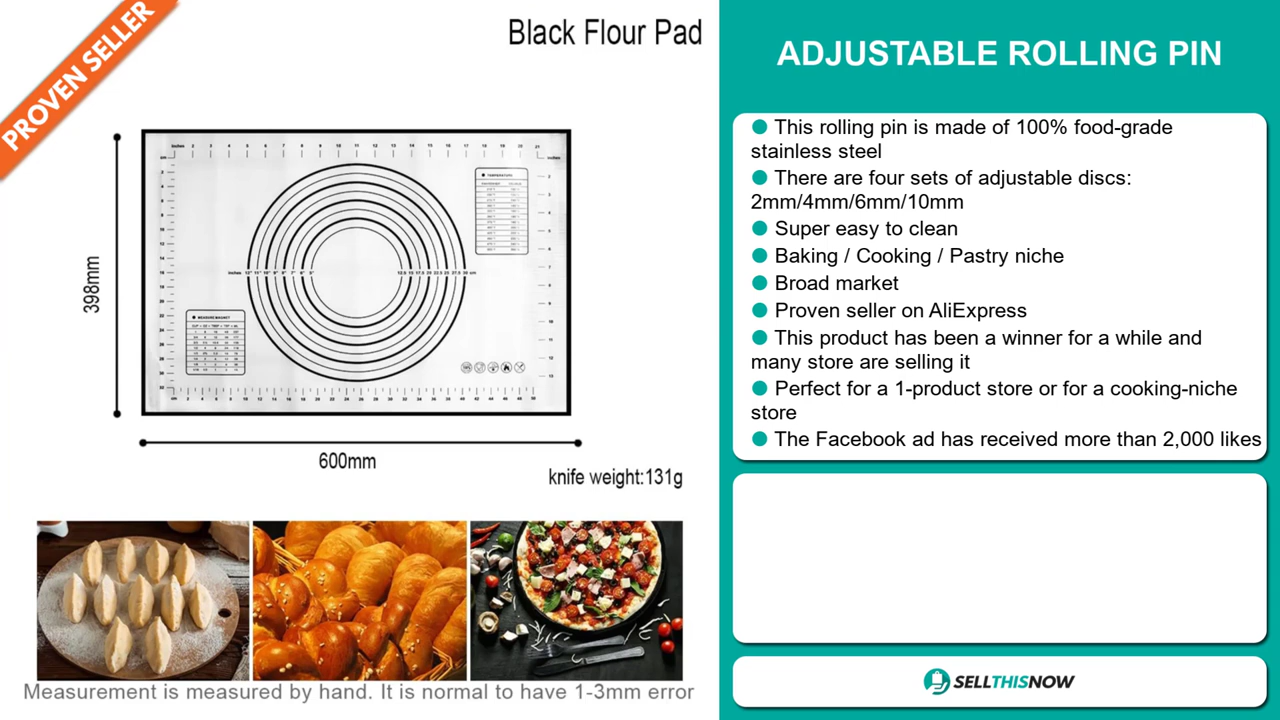 PROVEN SELLER
Black Flour Pad
398mm
600mm
knife weight:131g
Measurement is measured by hand. It is normal to have 1-3mm error
ADJUSTABLE ROLLING PIN
● This rolling pin is made of 100% food-grade
stainless steel
● There are four sets of adjustable discs:
2mm/4mm/6mm/10mm
● Super easy to clean
● Baking / Cooking / Pastry niche
● Broad market
● Proven seller on AliExpress
● This product has been a winner for a while and
many store are selling it
● Perfect for a 1-product store or for a cooking-niche
store
● The Facebook ad has received more than 2,000 likes
SELLTHISNOW